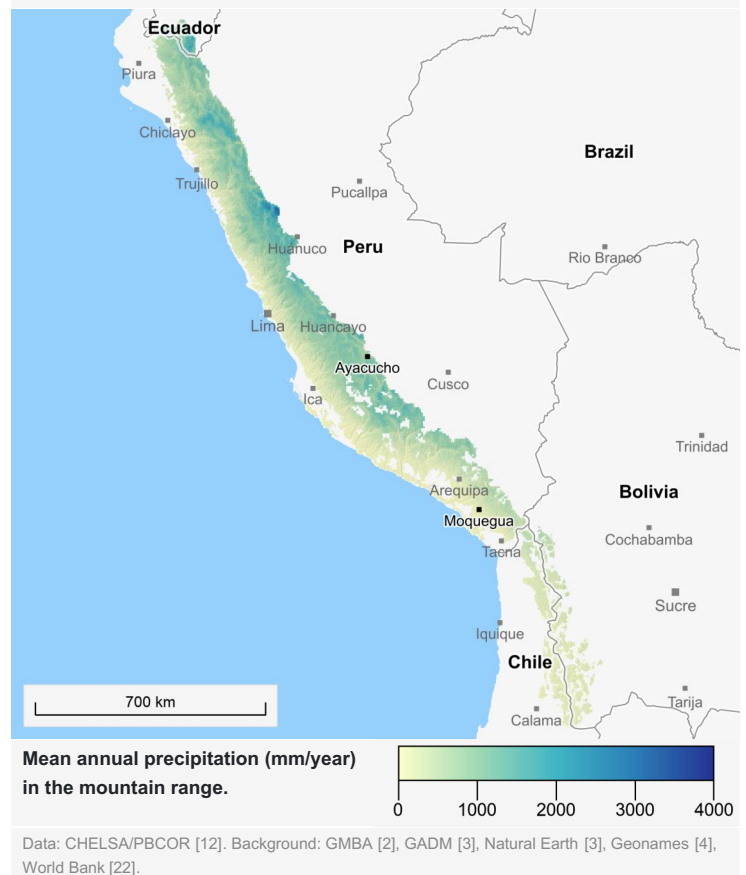 Ecuador
Piura
Chiclayo
Brazil
Trujillo
Pucallpa
Huanuco
Peru
Rio Branco
Lima
Huancayo
Ayacucho
Cusco
Ica
Trinidad
Arequipa
Bolivia
Moquegua
Tacna
Cochabamba
Sucre
Iquique
Chile
Tarija
Calama
700 km
Mean annual precipitation (mm/year)
in the mountain range.
0 1000 2000 3000 4000
Data: CHELSA/PBCOR [12]. Background: GMBA [2], GADM [3], Natural Earth [3], Geonames [4],
World Bank [22].